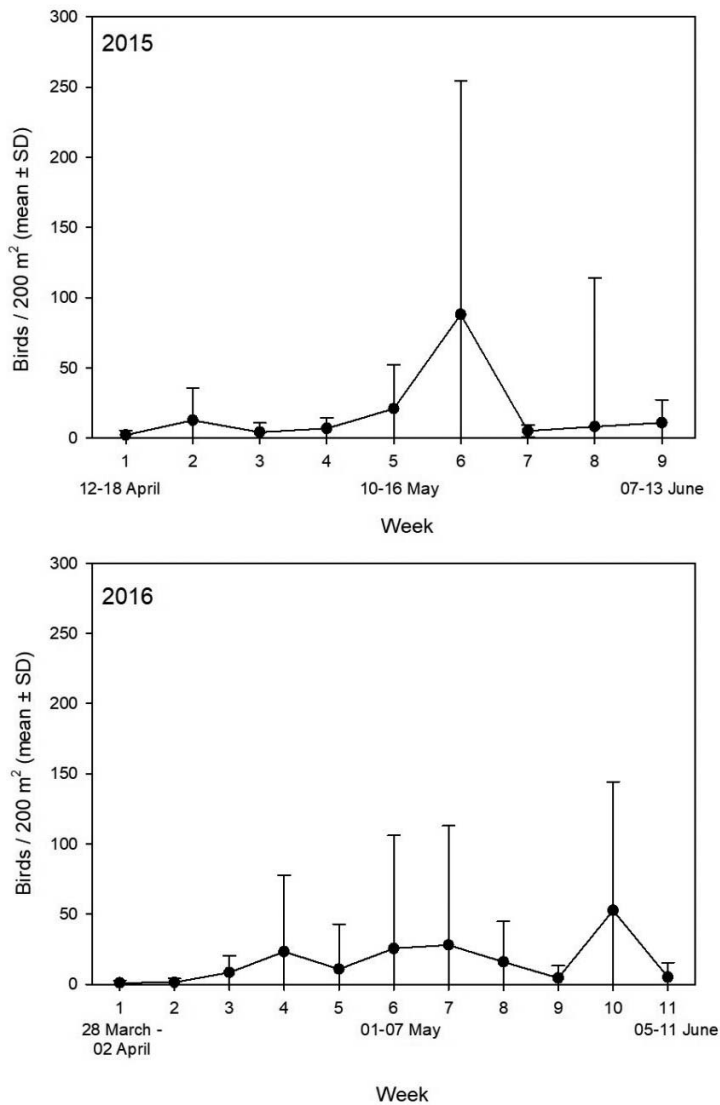 300
2015
250
200
150
100
50
0
Birds / 200 m² (mean ± SD)
1 2 3 4 5 6 7 8 9
12-18 April 10-16 May 07-13 June
Week
300
2016
250
200
150
100
50
0
Birds / 200 m² (mean ± SD)
1 2 3 4 5 6 7 8 9 10 11
28 March - 01-07 May 05-11 June
02 April
Week